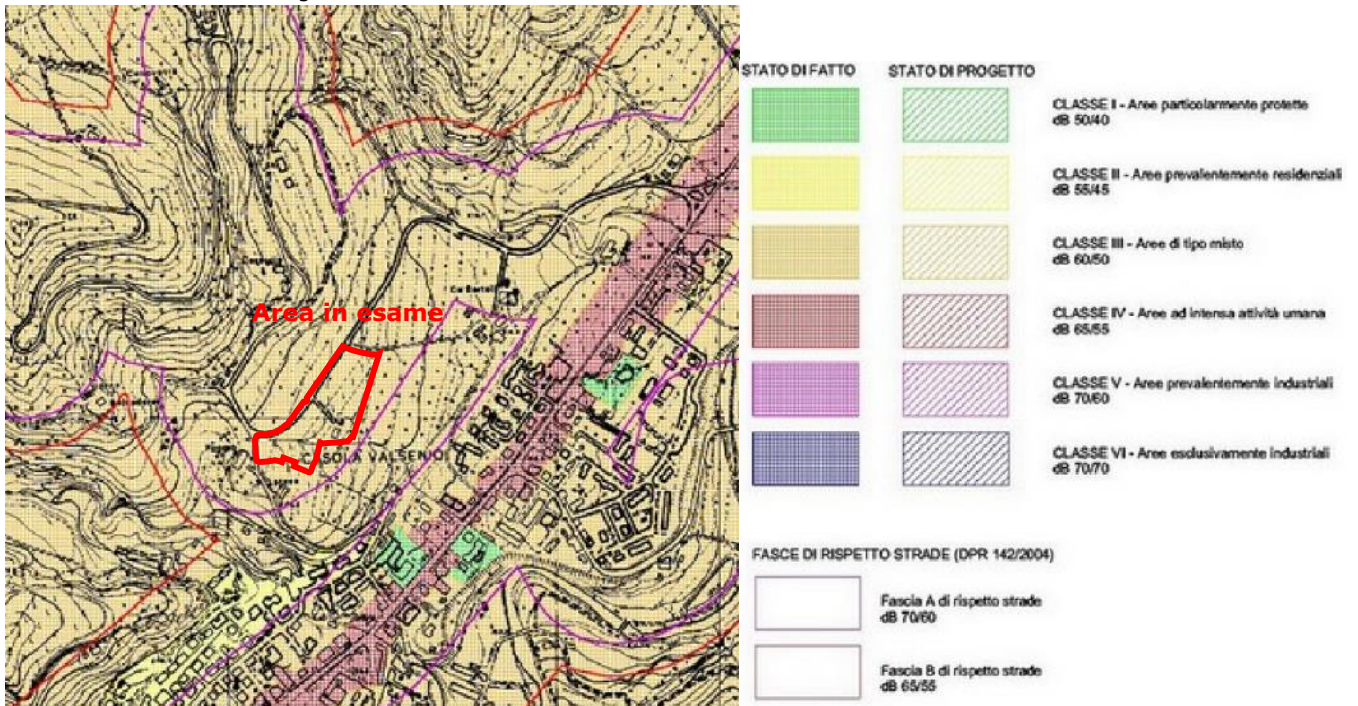 Area in esame
CASOLA VALSENIO
STATO DI FATTO
STATO DI PROGETTO
CLASSE I - Aree particolarmente protette
dB 50/40
CLASSE II - Aree prevalentemente residenziali
dB 55/45
CLASSE III - Aree di tipo misto
dB 60/50
CLASSE IV - Aree ad intensa attività umana
dB 65/55
CLASSE V - Aree prevalentemente industriali
dB 70/60
CLASSE VI - Aree esclusivamente industriali
dB 70/70
FASCE DI RISPETTO STRADE (DPR 142/2004)
Fascia A di rispetto strade
dB 70/60
Fascia B di rispetto strade
dB 65/55